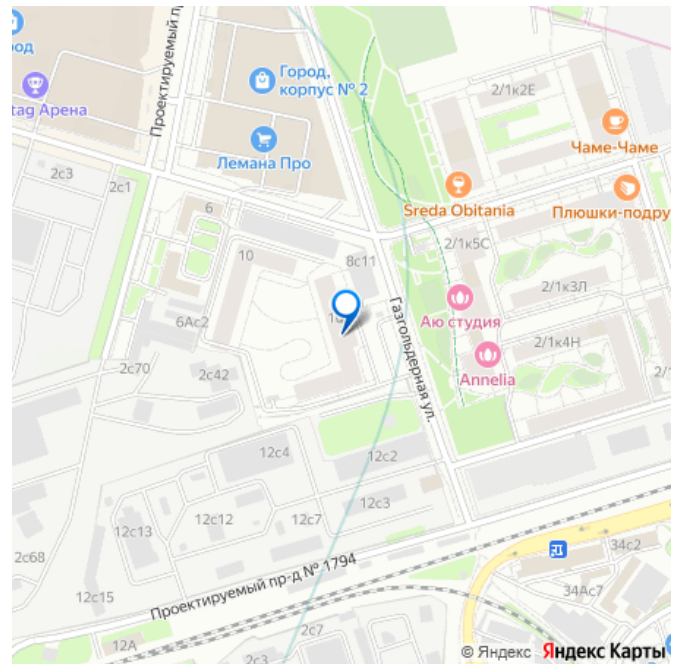 род
Город,
корпус № 2
tag Арена
Проектируемый пр
Лемана Про
2/1к2Е
Чаме-Чаме
Sreda Obitania
Плюшки-подру
2с3
2с1
6
10
8с11
2/1к5С
2/1к3Л
6Ас2
Аю студия
Газгольдерная ул.
2/1к4Н
Annelia
2с70
2с42
12с4
12с2
12с3
12с13
12с12
12с7
2с68
12с15
Проектируемый пр-д № 1794
34с2
34Ас7
12А
2с7
2с3
© Яндекс Яндекс Карты